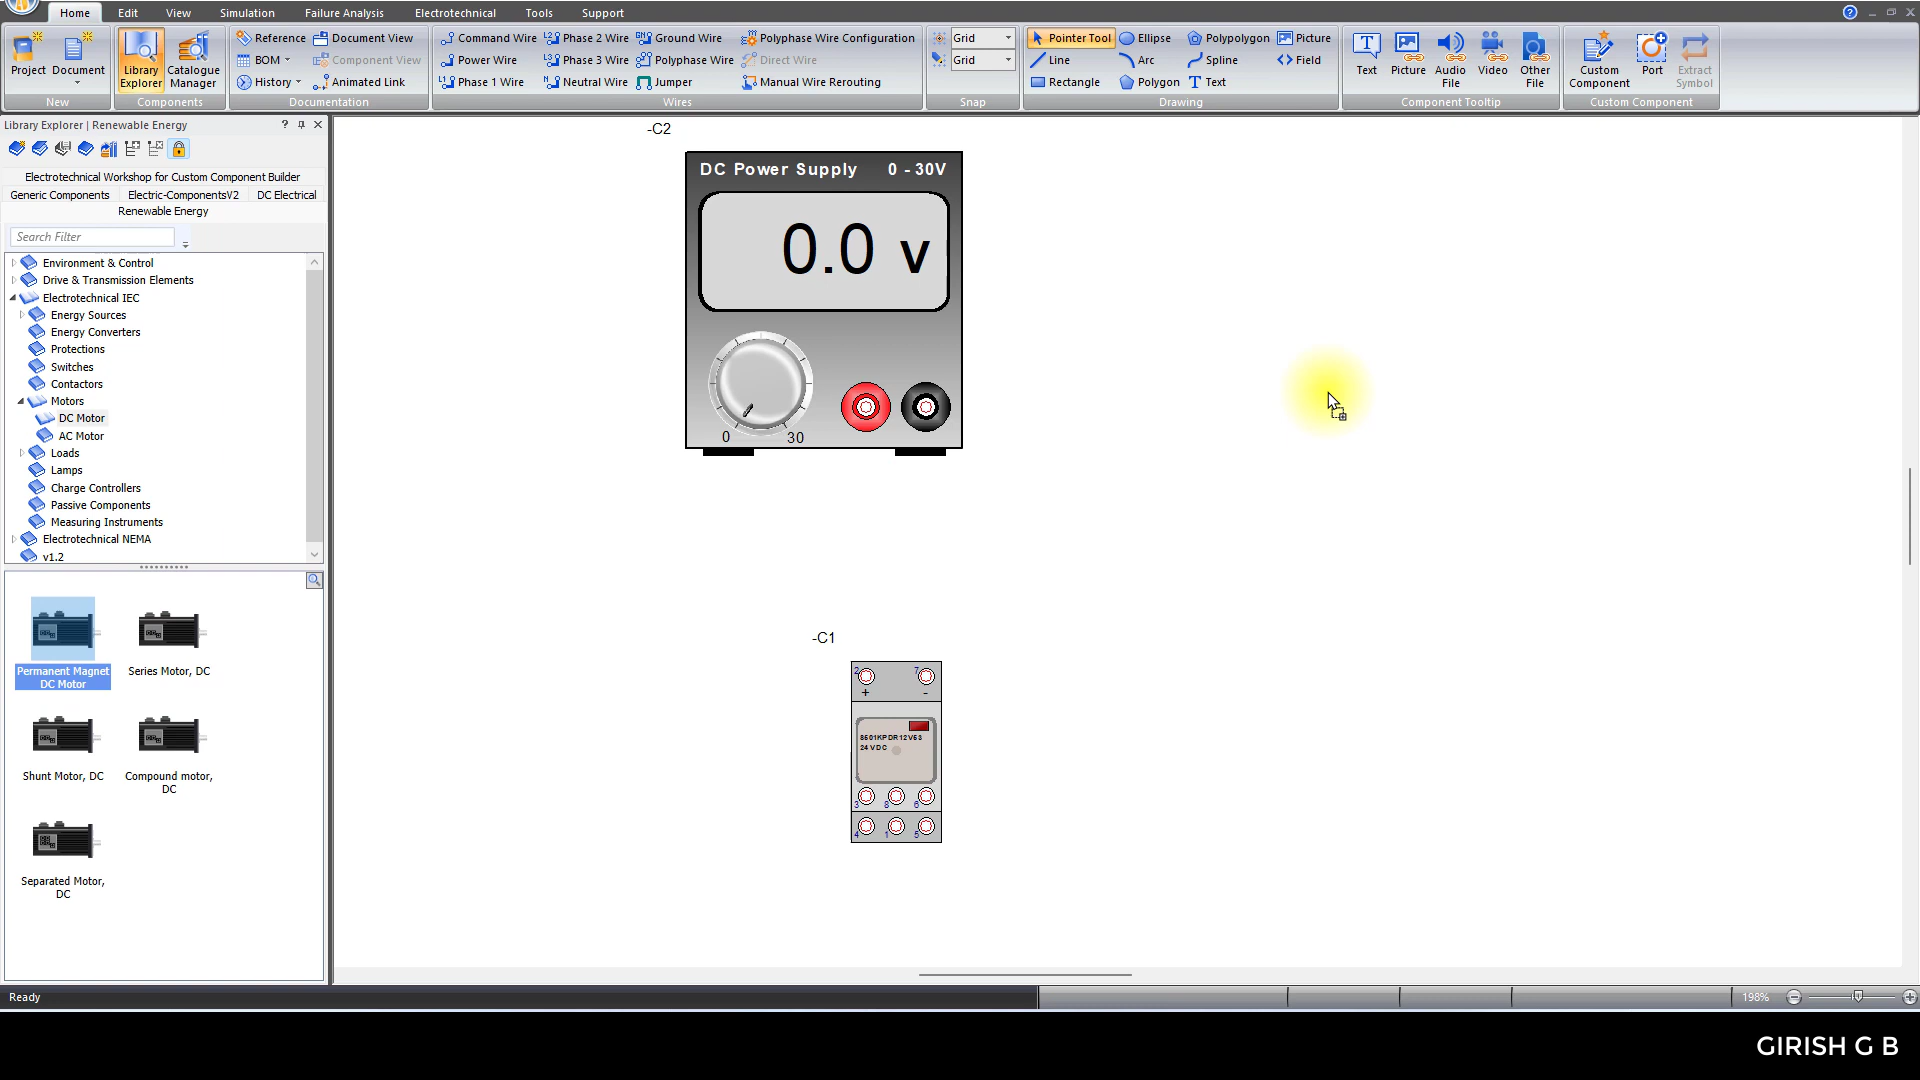 Home Edit View Simulation Failure Analysis Electrotechnical Tools Support
Project Document Library Explorer Catalogue Manager
Reference Document View
BOM Component View
History Animated Link
Command Wire Phase 2 Wire Ground Wire Polyphase Wire Configuration
Power Wire Phase 3 Wire Polyphase Wire Direct Wire
Phase 1 Wire Neutral Wire Jumper Manual Wire Rerouting
Grid
Grid
Pointer Tool Ellipse Polypolygon Picture
Line Arc Spline Field
Rectangle Polygon Text
Text Picture Audio File Video Other File
Custom Component Port Extract Symbol
New Components Documentation Wires Snap Drawing Component Tooltip Custom Component
Library Explorer | Renewable Energy
Electrotechnical Workshop for Custom Component Builder
Generic Components Electric-ComponentsV2 DC Electrical
Renewable Energy
Search Filter
Environment & Control
Drive & Transmission Elements
Electrotechnical IEC
Energy Sources
Energy Converters
Protections
Switches
Contactors
Motors
DC Motor
AC Motor
Loads
Lamps
Charge Controllers
Passive Components
Measuring Instruments
Electrotechnical NEMA
v1.2
Permanent Magnet DC Motor
Series Motor, DC
Shunt Motor, DC
Compound motor, DC
Separated Motor, DC
-C2
DC Power Supply 0 - 30V
0.0 v
0 30
-C1
2 7
+ -
8501KPDR12V53
24 VDC
3 8 6
4 1 5
Ready
198%
GIRISH G B